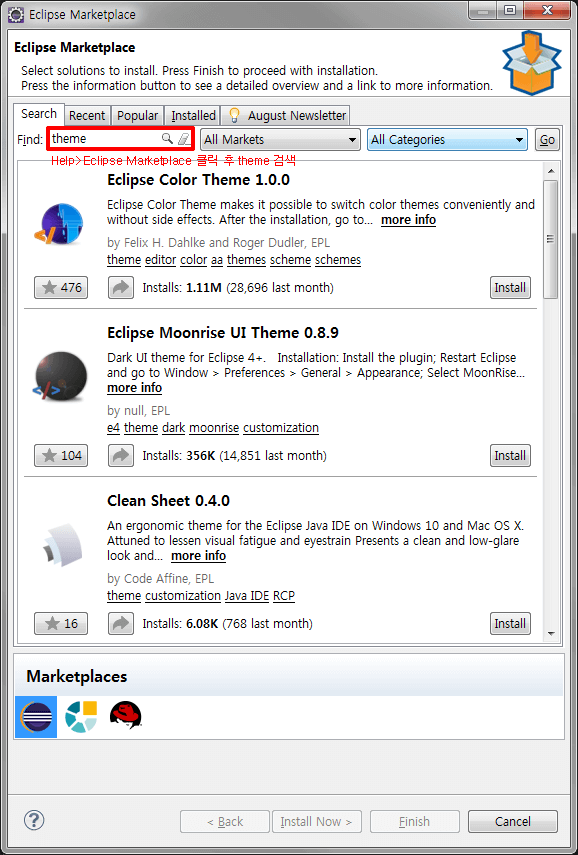 Eclipse Marketplace
Eclipse Marketplace
Select solutions to install. Press Finish to proceed with installation.
Press the information button to see a detailed overview and a link to more information.
Search Recent Popular Installed August Newsletter
Find: theme All Markets All Categories Go
Help>Eclipse Marketplace 클릭 후 theme 검색
Eclipse Color Theme 1.0.0
Eclipse Color Theme makes it possible to switch color themes conveniently and
without side effects. After the installation, go to... more info
by Felix H. Dahlke and Roger Dudler, EPL
theme editor color aa themes scheme schemes
476 Installs: 1.11M (28,696 last month) Install
Eclipse Moonrise UI Theme 0.8.9
Dark UI theme for Eclipse 4+. Installation: Install the plugin; Restart Eclipse
and go to Window > Preferences > General > Appearance; Select MoonRise...
more info
by null, EPL
e4 theme dark moonrise customization
104 Installs: 356K (14,851 last month) Install
Clean Sheet 0.4.0
An ergonomic theme for the Eclipse Java IDE on Windows 10 and Mac OS X.
Attuned to lessen visual fatigue and eyestrain Presents a clean and low-glare
look and... more info
by Code Affine, EPL
theme customization Java IDE RCP
16 Installs: 6.08K (768 last month) Install
Marketplaces
? < Back Install Now > Finish Cancel